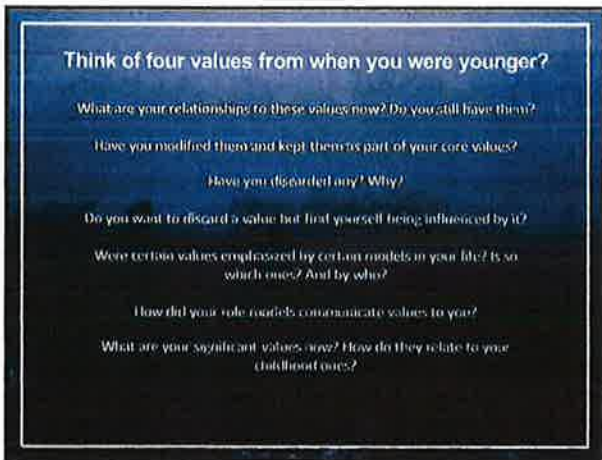 Think of four values from when you were younger?
What are your relationships to these values now? Do you still have them?
Have you modified them and kept them as part of your core values?
Have you discarded any? Why?
Do you want to discard a value but find yourself being influenced by it?
Were certain values emphasized by certain models in your life? Is so
which ones? And by who?
How did your role models communicate values to you?
What are your significant values now? How do they relate to your
childhood ones?